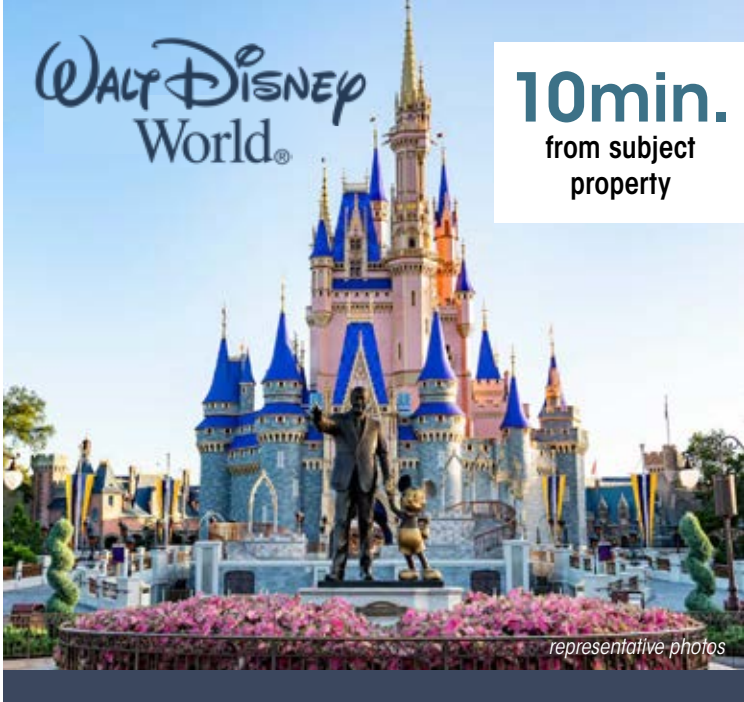 WALT DISNEY
World®
10min.
from subject
property
representative photos